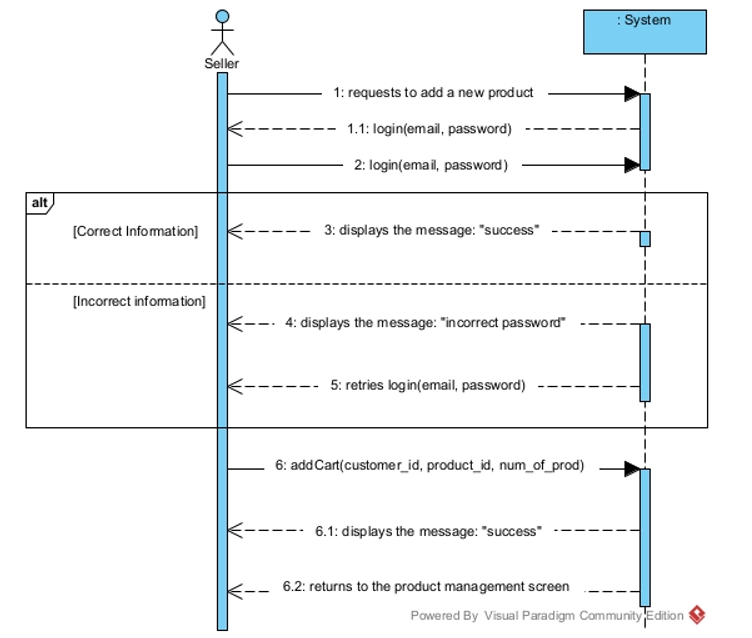 : System
Seller
1: requests to add a new product
1.1: login(email, password)
2: login(email, password)
alt
[Correct Information]
3: displays the message: "success"
[Incorrect information]
4: displays the message: "incorrect password"
5: retries login(email, password)
6: addCart(customer_id, product_id, num_of_prod)
6.1: displays the message: "success"
6.2: returns to the product management screen
Powered By Visual Paradigm Community Edition